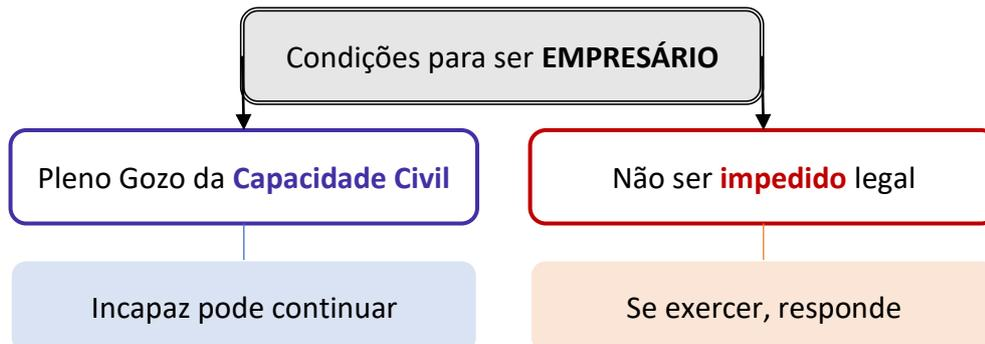 Condições para ser EMPRESÁRIO
Pleno Gozo da Capacidade Civil
Não ser impedido legal
Incapaz pode continuar
Se exercer, responde